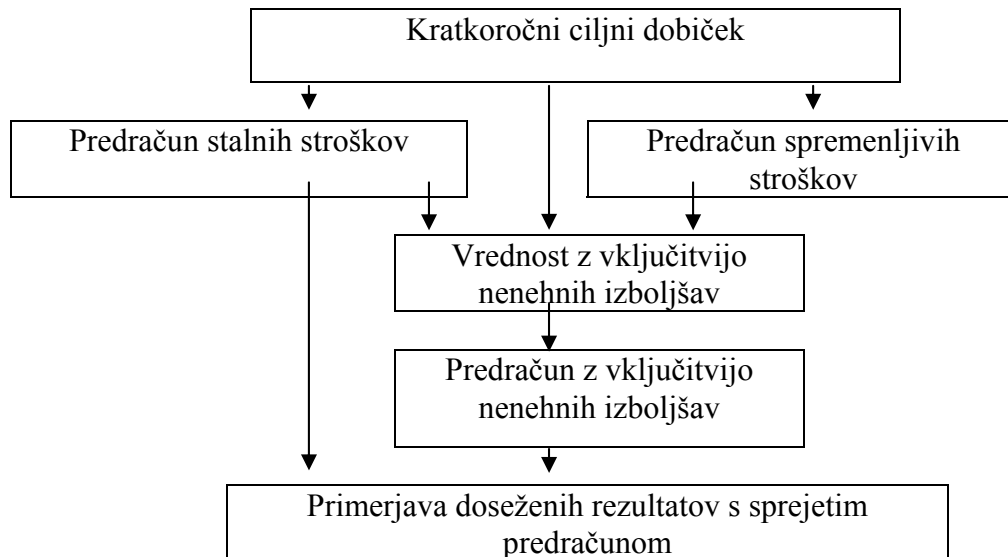 Kratkoročni ciljni dobiček
Predračun stalnih stroškov
Predračun spremenljivih
stroškov
Vrednost z vključitvijo
nenehnih izboljšav
Predračun z vključitvijo
nenehnih izboljšav
Primerjava doseženih rezultatov s sprejetim
predračunom